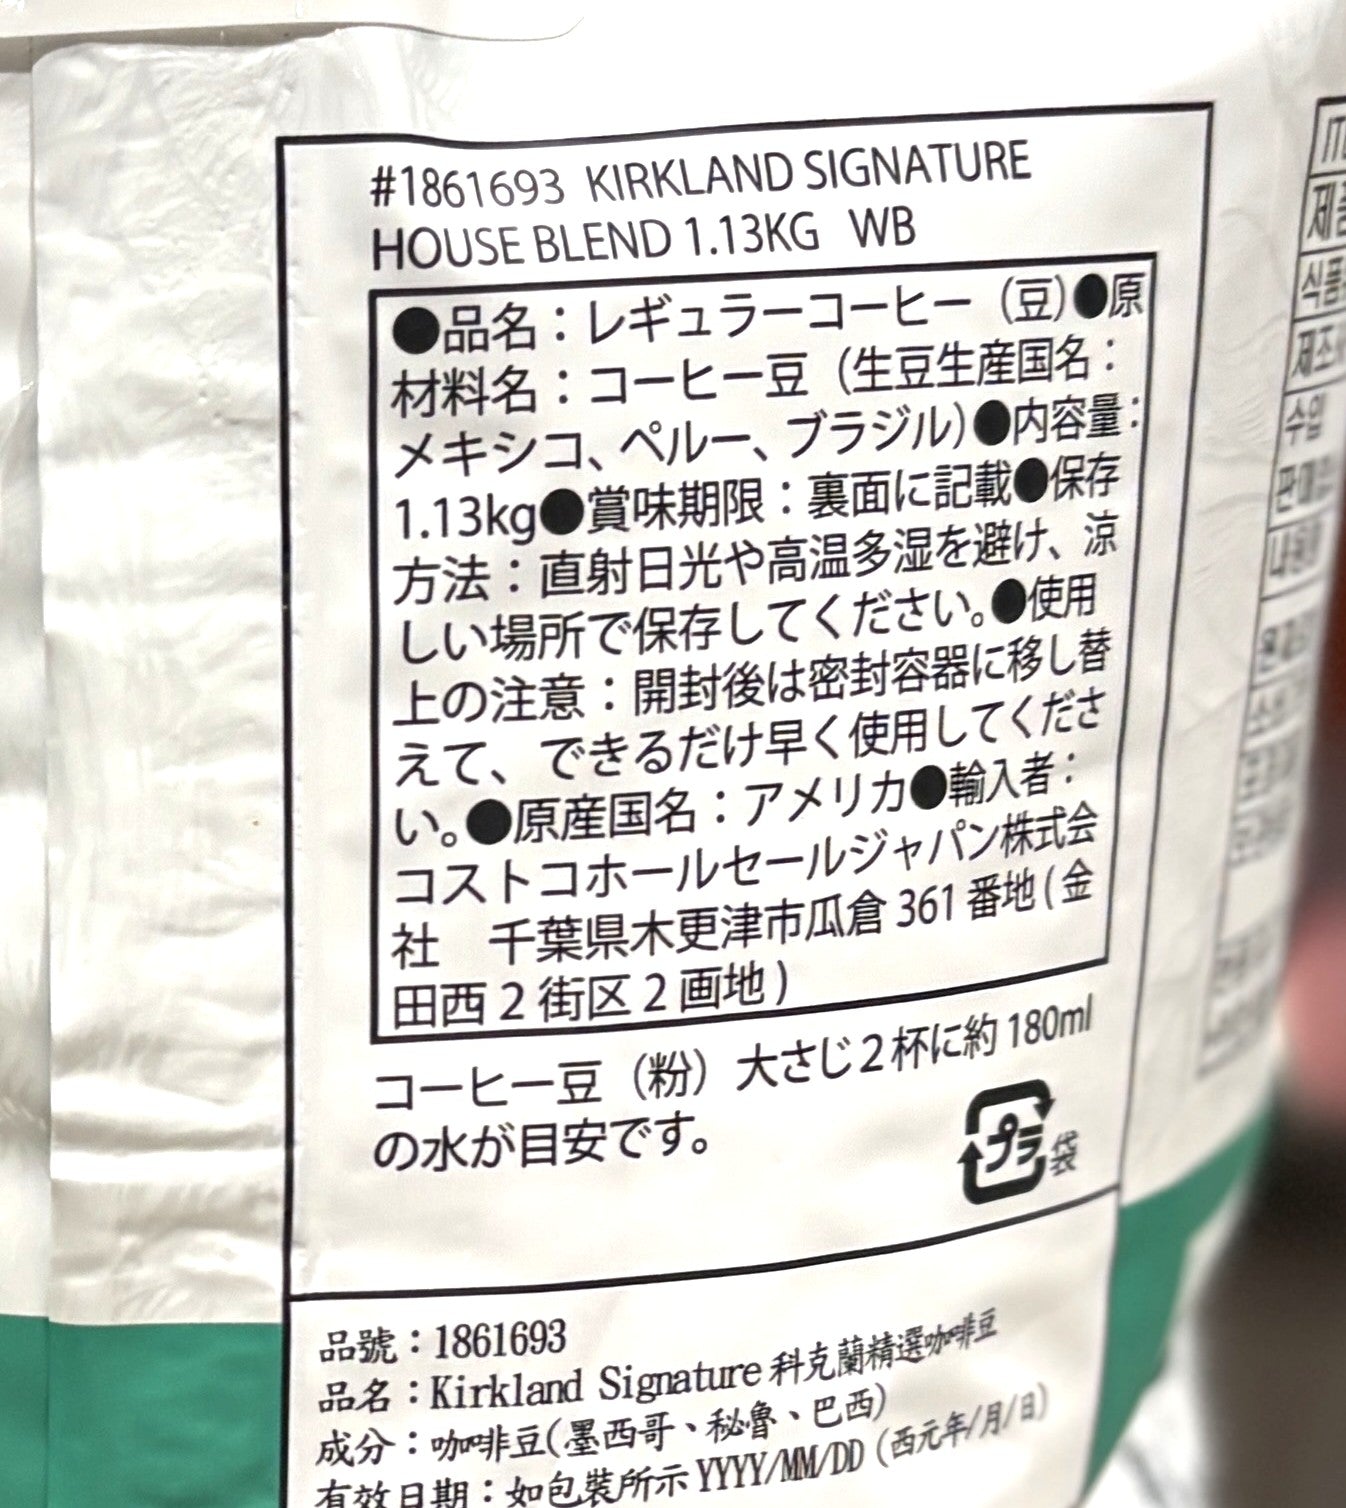 #1861693 KIRKLAND SIGNATURE
HOUSE BLEND 1.13KG WB
●品名：レギュラーコーヒー（豆）●原
材料名：コーヒー豆（生豆生産国名：
メキシコ、ペルー、ブラジル）●内容量：
1.13kg●賞味期限：裏面に記載●保存
方法：直射日光や高温多湿を避け、涼
しい場所で保存してください。●使用
上の注意：開封後は密封容器に移し替
えて、できるだけ早く使用してくださ
い。●原産国名：アメリカ●輸入者：
コストコホールセールジャパン株式会
社　千葉県木更津市瓜倉 361 番地 ( 金
田西 2 街区 2 画地 )
コーヒー豆（粉）大さじ 2 杯に約 180ml
の水が目安です。
プラ
袋
品號：1861693
品名：Kirkland Signature 科克蘭精選咖啡豆
成分：咖啡豆(墨西哥、秘魯、巴西)
有效日期：如包裝所示 YYYY/MM/DD (西元年/月/日)
제품
식품
제조
수입
판매